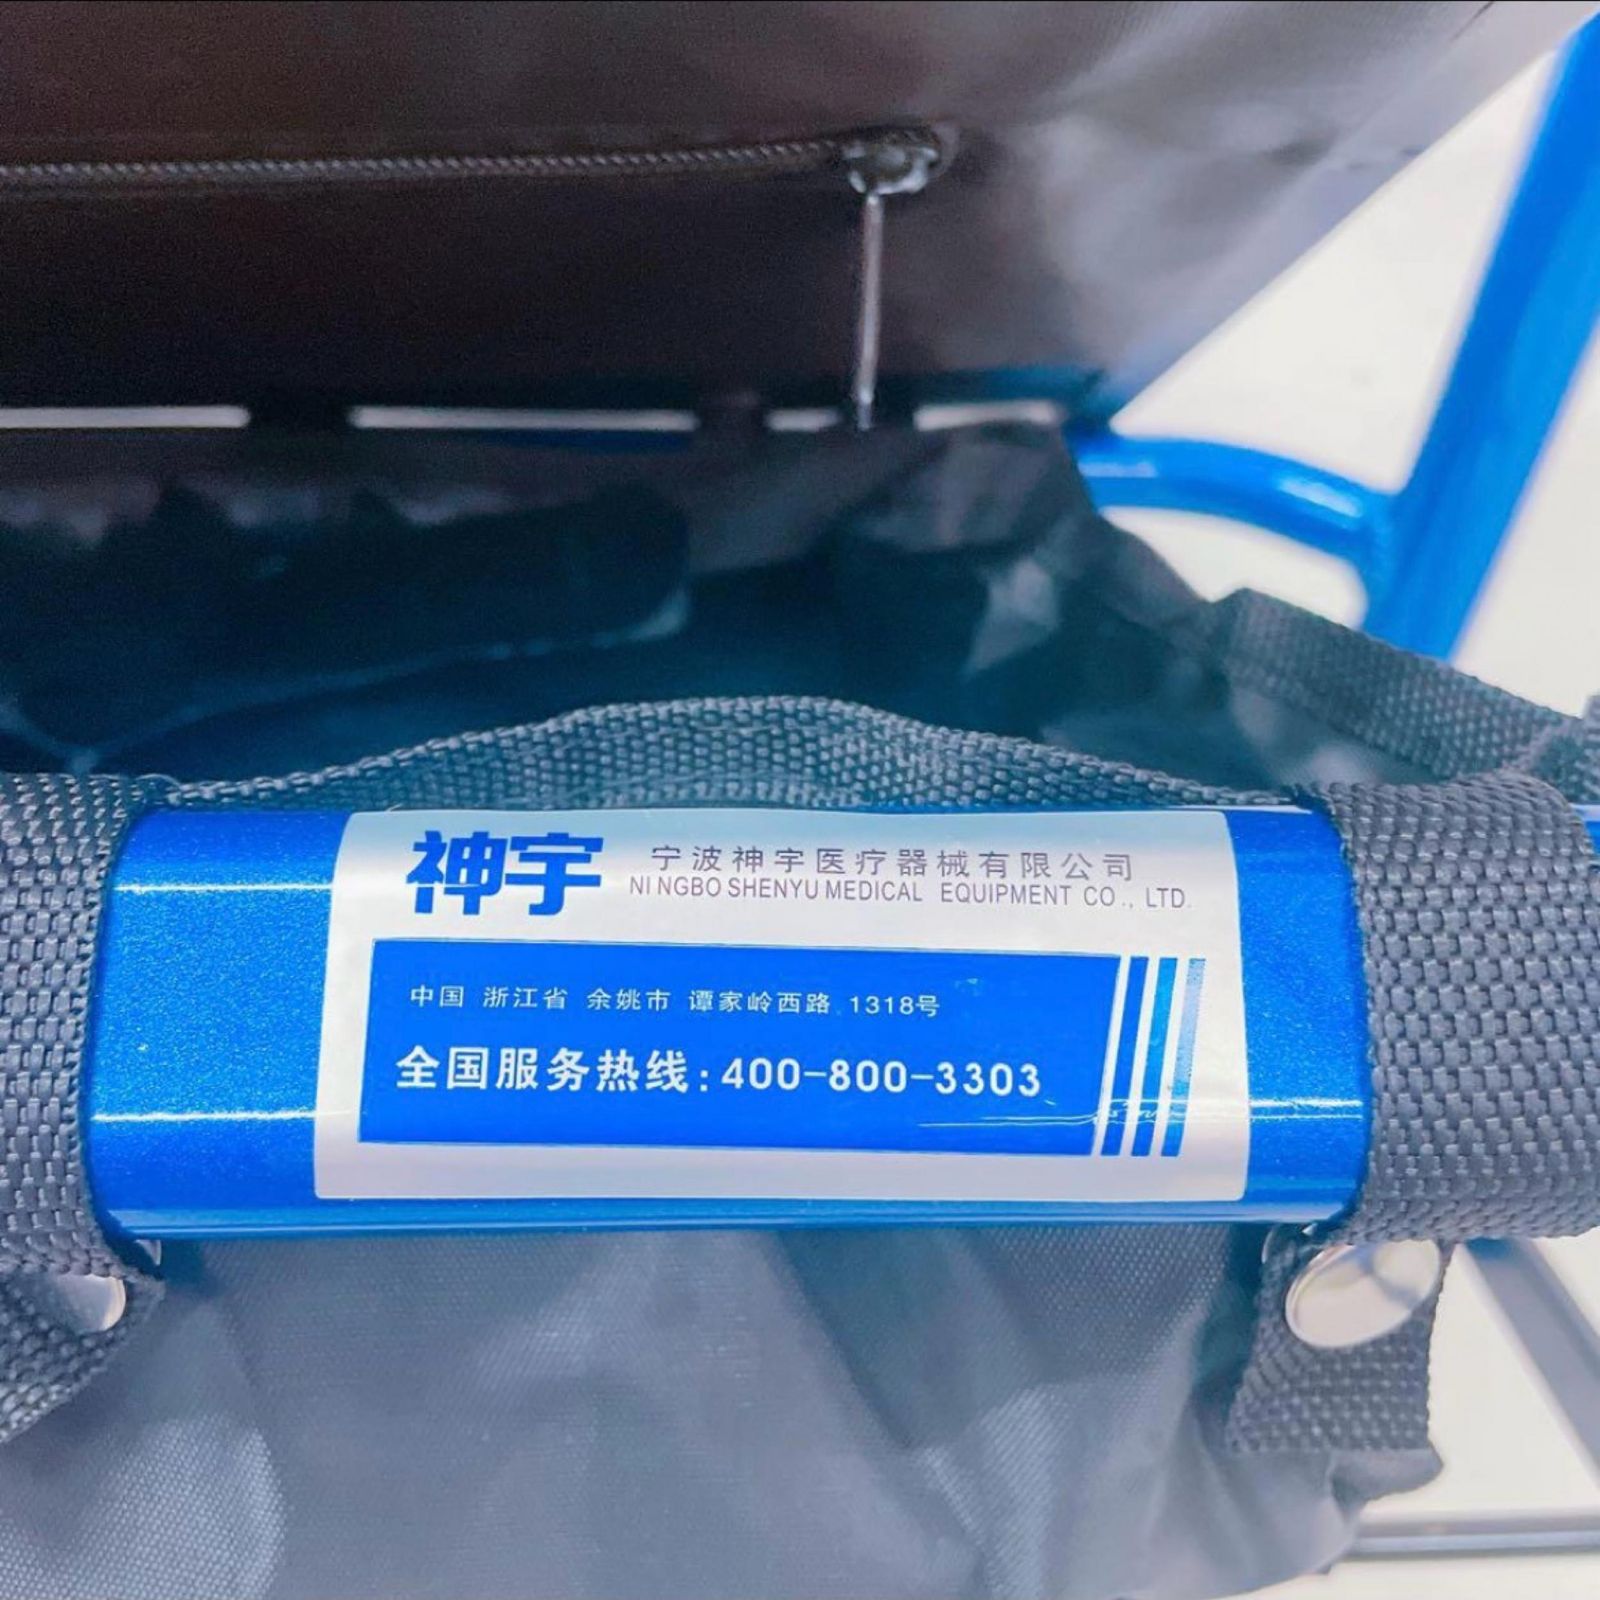 神宇
宁波神宇医疗器械有限公司
NINGBO SHENYU MEDICAL EQUIPMENT CO., LTD.
中国 浙江省 余姚市 谭家岭西路 1318号
全国服务热线:400-800-3303